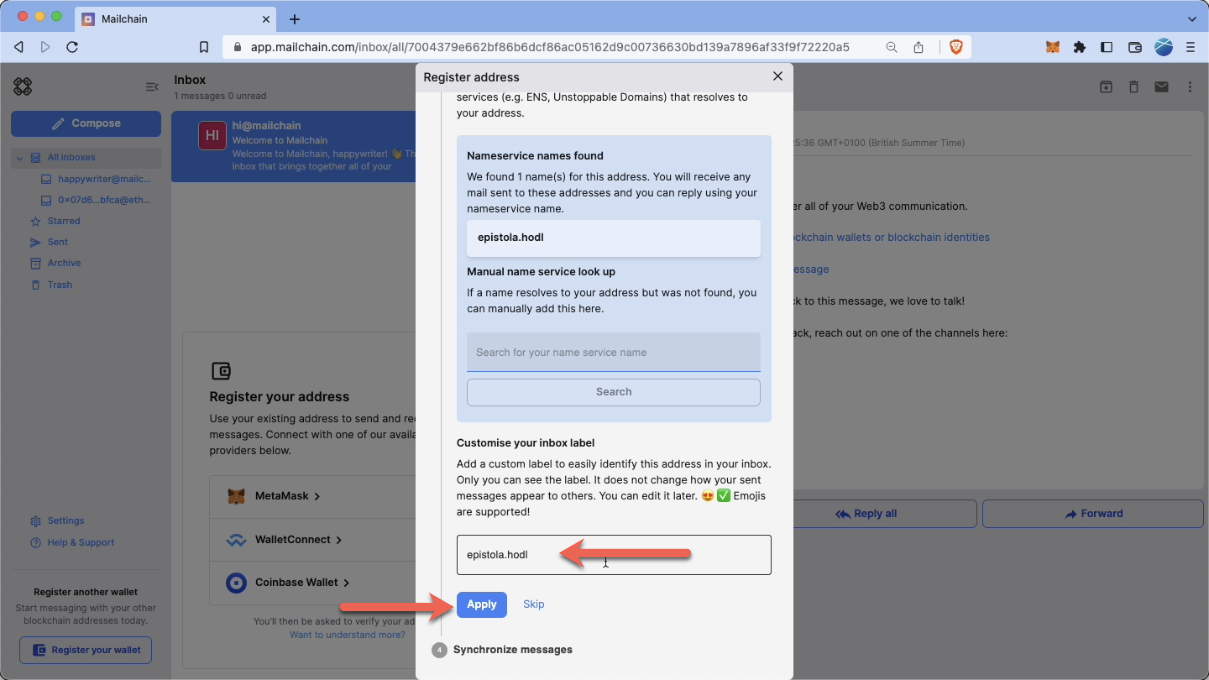 Mailchain
app.mailchain.com/inbox/all/7004379e662bf86b6dcf86ac05162d9c00736630bd139a7896af33f9f72220a5
Inbox
1 messages 0 unread
Compose
All inboxes
happywriter@mailc...
0x07d6...bfca@eth...
Starred
Sent
Archive
Trash
Settings
Help & Support
Register another wallet
Start messaging with your other
blockchain addresses today.
Register your wallet
HI
hi@mailchain
Welcome to Mailchain
Welcome to Mailchain, happywriter! 👋 Th
inbox that brings together all of your
Register your address
Use your existing address to send and re
messages. Connect with one of our availa
providers below.
MetaMask
WalletConnect
Coinbase Wallet
You'll then be asked to verify your ad
Want to understand more?
Register address
services (e.g. ENS, Unstoppable Domains) that resolves to
your address.
Nameservice names found
We found 1 name(s) for this address. You will receive any
mail sent to these addresses and you can reply using your
nameservice name.
epistola.hodl
Manual name service look up
If a name resolves to your address but was not found, you
can manually add this here.
Search for your name service name
Search
Customise your inbox label
Add a custom label to easily identify this address in your inbox.
Only you can see the label. It does not change how your sent
messages appear to others. You can edit it later. 😍 ✅ Emojis
are supported!
epistola.hodl
Apply
Skip
4
Synchronize messages
5:36 GMT+0100 (British Summer Time)
er all of your Web3 communication.
ockchain wallets or blockchain identities
essage
ck to this message, we love to talk!
ack, reach out on one of the channels here:
Reply all
Forward